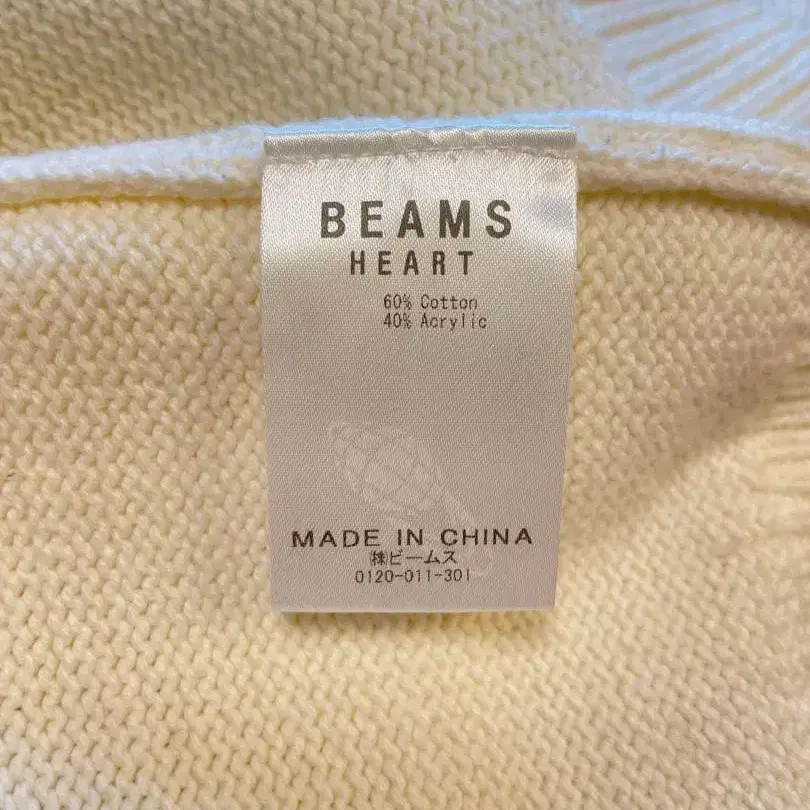 BEAMS
HEART
60% Cotton
40% Acrylic
MADE IN CHINA
㈱ビームス
0120-011-301